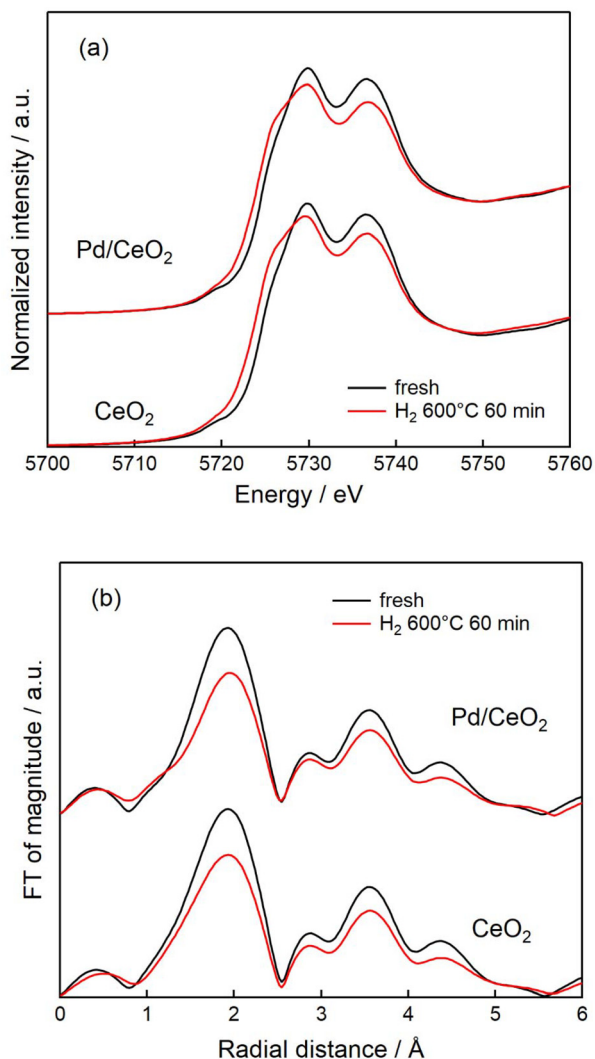 (a)
Normalized intensity / a.u.
Pd/CeO₂
CeO₂
fresh
H₂ 600°C 60 min
5700 5710 5720 5730 5740 5750 5760
Energy / eV
(b)
fresh
H₂ 600°C 60 min
FT of magnitude / a.u.
Pd/CeO₂
CeO₂
0 1 2 3 4 5 6
Radial distance / Å